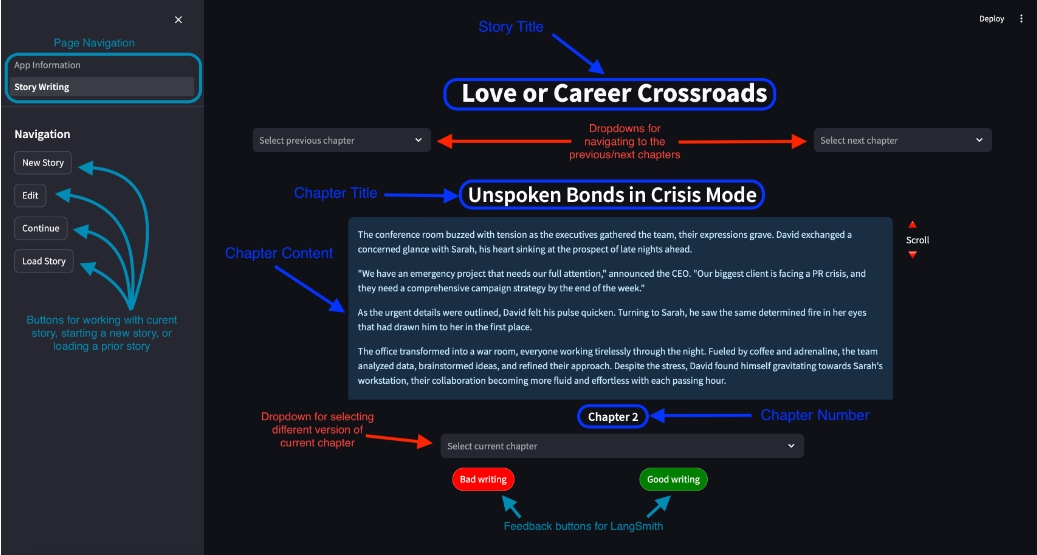 Deploy
Story Title
Page Navigation
App Information
Story Writing
Love or Career Crossroads
Select previous chapter
Dropdowns for
navigating to the
previous/next chapters
Select next chapter
Navigation
New Story
Edit
Continue
Load Story
Buttons for working with curent
story, starting a new story, or
loading a prior story
Chapter Title
Unspoken Bonds in Crisis Mode
Chapter Content
The conference room buzzed with tension as the executives gathered the team, their expressions grave. David exchanged a
concerned glance with Sarah, his heart sinking at the prospect of late nights ahead.
"We have an emergency project that needs our full attention," announced the CEO. "Our biggest client is facing a PR crisis, and
they need a comprehensive campaign strategy by the end of the week."
As the urgent details were outlined, David felt his pulse quicken. Turning to Sarah, he saw the same determined fire in her eyes
that had drawn him to her in the first place.
The office transformed into a war room, everyone working tirelessly through the night. Fueled by coffee and adrenaline, the team
analyzed data, brainstormed ideas, and refined their approach. Despite the stress, David found himself gravitating towards Sarah's
workstation, their collaboration becoming more fluid and effortless with each passing hour.
Scroll
Chapter 2
Chapter Number
Dropdown for selecting
different version of
current chapter
Select current chapter
Bad writing
Good writing
Feedback buttons for LangSmith